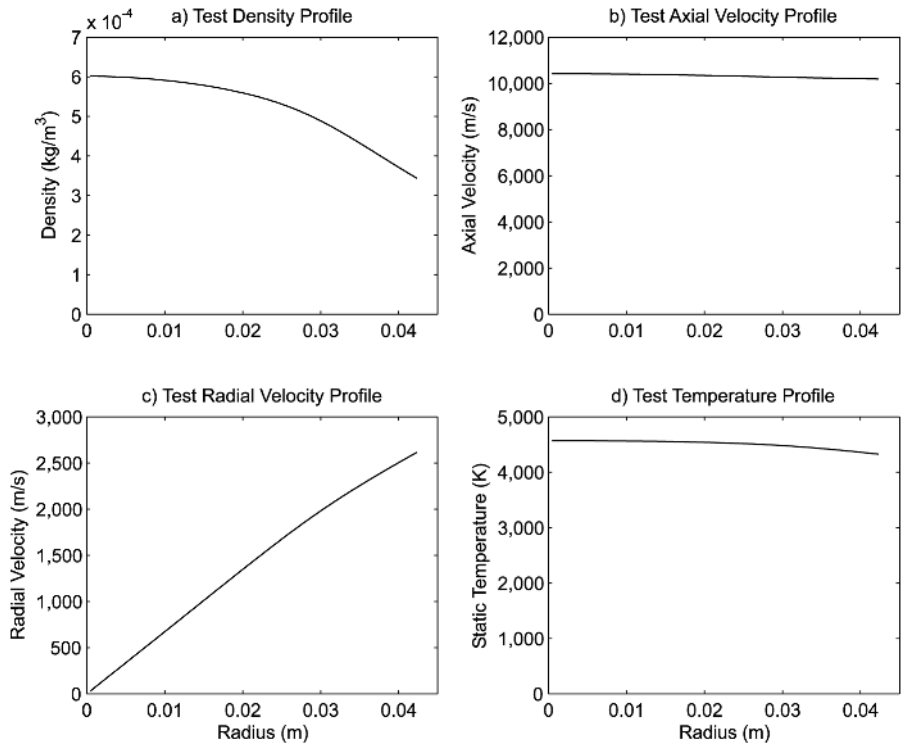 a) Test Density Profile
x 10-4
7
6
5
4
3
2
1
0
0 0.01 0.02 0.03 0.04
Density (kg/m3)
b) Test Axial Velocity Profile
12,000
10,000
8,000
6,000
4,000
2,000
0
0 0.01 0.02 0.03 0.04
Axial Velocity (m/s)
c) Test Radial Velocity Profile
3,000
2,500
2,000
1,500
1,000
500
0
0 0.01 0.02 0.03 0.04
Radial Velocity (m/s)
Radius (m)
d) Test Temperature Profile
5,000
4,000
3,000
2,000
1,000
0
0 0.01 0.02 0.03 0.04
Static Temperature (K)
Radius (m)